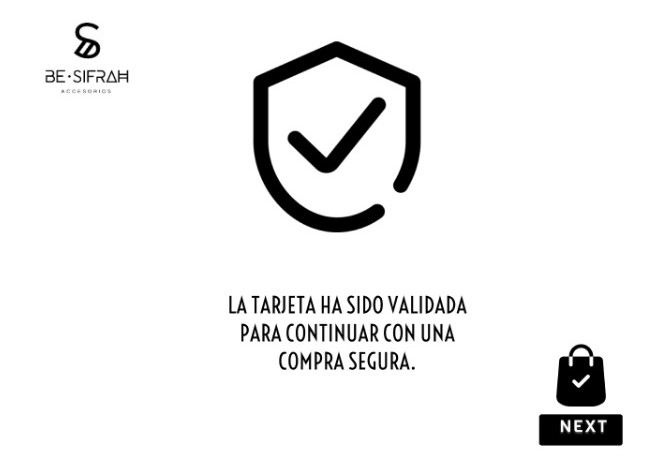 BE·SIFRAH
ACCESORIOS
LA TARJETA HA SIDO VALIDADA
PARA CONTINUAR CON UNA
COMPRA SEGURA.
NEXT